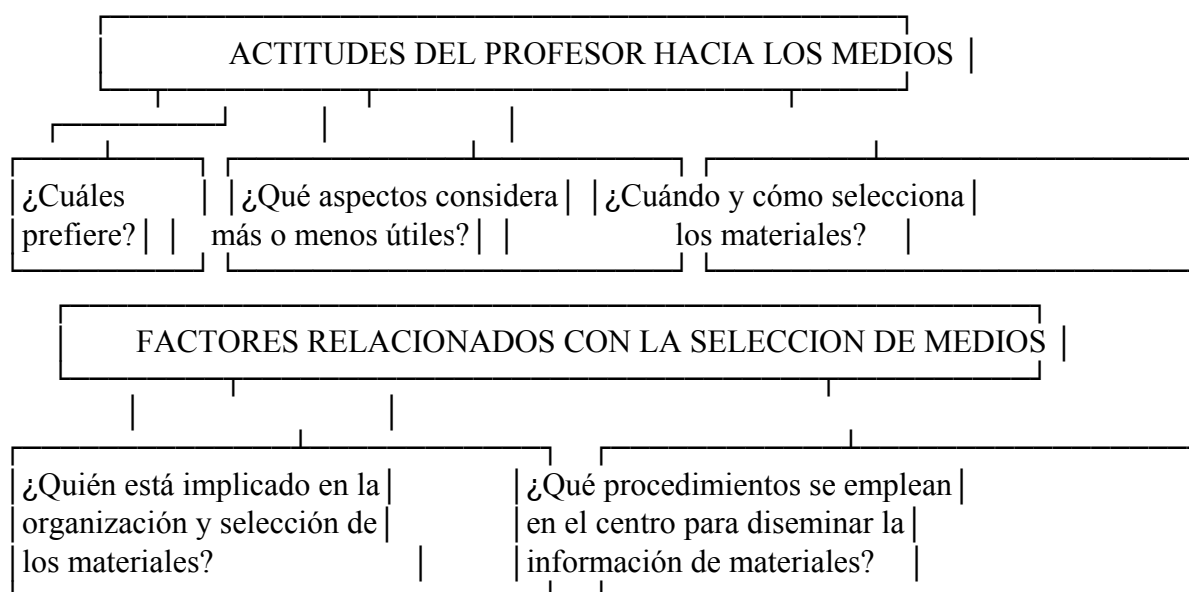 ACTITUDES DEL PROFESOR HACIA LOS MEDIOS
¿Cuáles
prefiere?
¿Qué aspectos considera
más o menos útiles?
¿Cuándo y cómo selecciona
los materiales?
FACTORES RELACIONADOS CON LA SELECCION DE MEDIOS
¿Quién está implicado en la
organización y selección de
los materiales?
¿Qué procedimientos se emplean
en el centro para diseminar la
información de materiales?